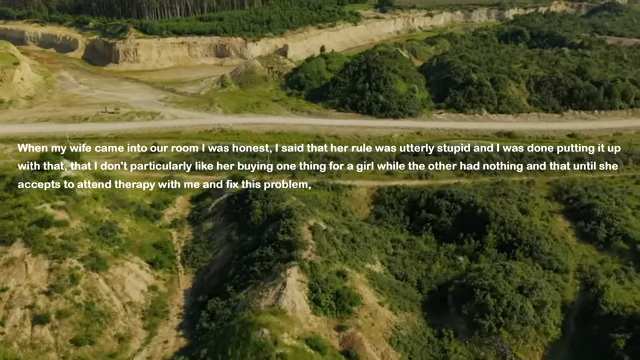 When my wife came into our room I was honest, I said that her rule was utterly stupid and I was done putting it up
with that, that I don't particularly like her buying one thing for a girl while the other had nothing and that until she
accepts to attend therapy with me and fix this problem,